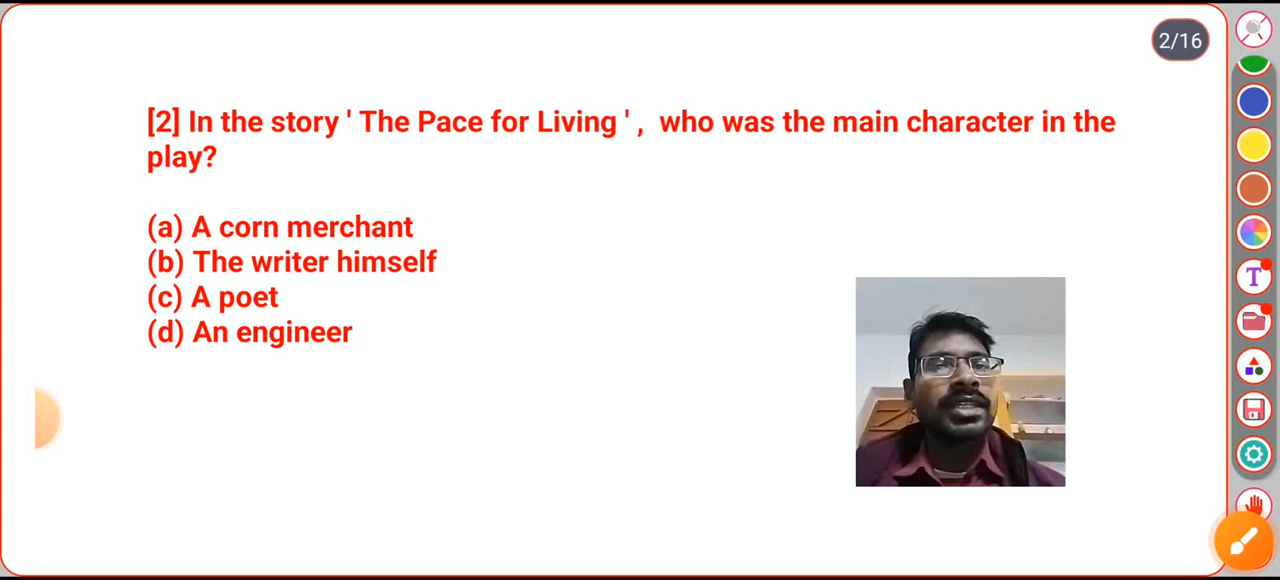 2/16
[2] In the story ' The Pace for Living ' , who was the main character in the
play?
(a) A corn merchant
(b) The writer himself
(c) A poet
(d) An engineer
T